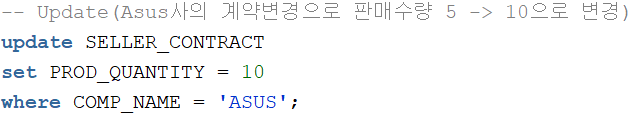 -- Update(Asus사의 계약변경으로 판매수량 5 -> 10으로 변경)
update SELLER_CONTRACT
set PROD_QUANTITY = 10
where COMP_NAME = 'ASUS';